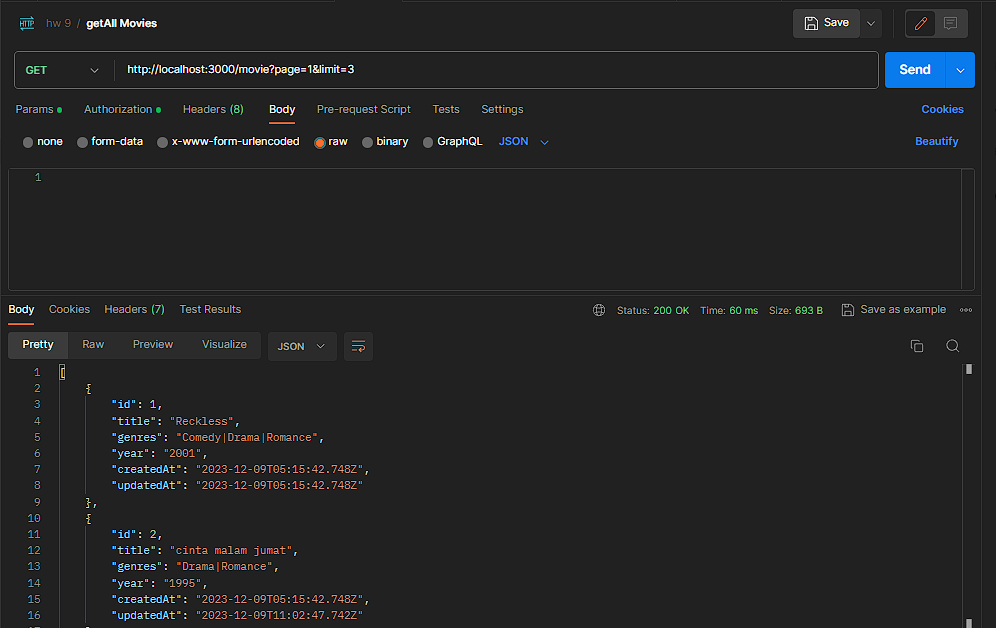 HTTP hw 9 / getAll Movies Save
GET http://localhost:3000/movie?page=1&limit=3 Send
Params Authorization Headers (8) Body Pre-request Script Tests Settings Cookies
none form-data x-www-form-urlencoded raw binary GraphQL JSON Beautify
1
Body Cookies Headers (7) Test Results Status: 200 OK Time: 60 ms Size: 693 B Save as example
Pretty Raw Preview Visualize JSON
1 [
2 {
3 "id": 1,
4 "title": "Reckless",
5 "genres": "Comedy|Drama|Romance",
6 "year": "2001",
7 "createdAt": "2023-12-09T05:15:42.748Z",
8 "updatedAt": "2023-12-09T05:15:42.748Z"
9 },
10 {
11 "id": 2,
12 "title": "cinta malam jumat",
13 "genres": "Drama|Romance",
14 "year": "1995",
15 "createdAt": "2023-12-09T05:15:42.748Z",
16 "updatedAt": "2023-12-09T11:02:47.742Z"